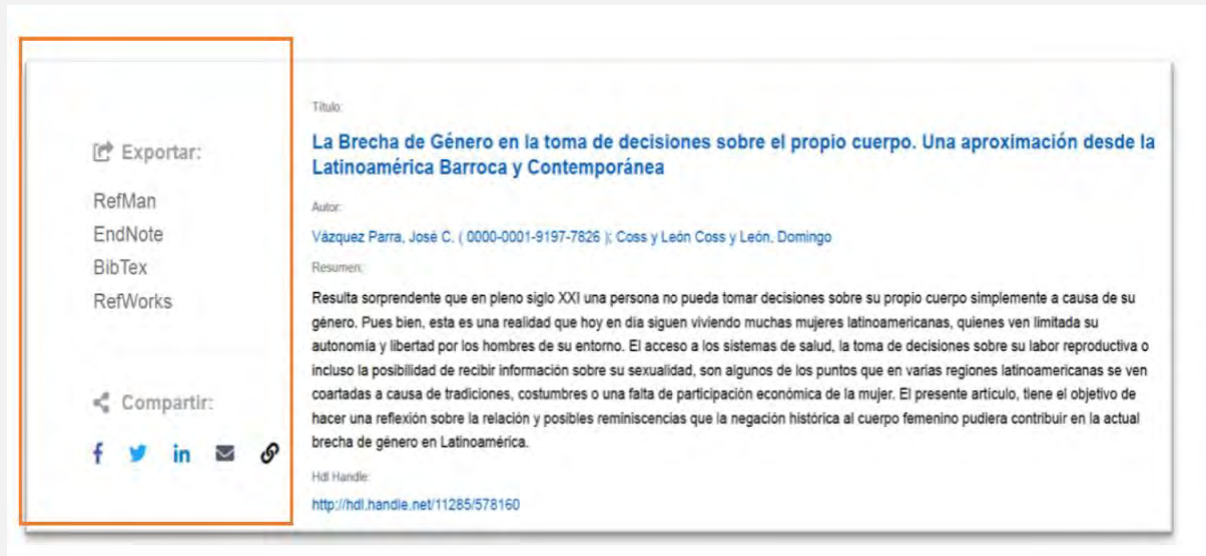 Exportar:
RefMan
EndNote
BibTex
RefWorks
Compartir:
Título:
La Brecha de Género en la toma de decisiones sobre el propio cuerpo. Una aproximación desde la
Latinoamérica Barroca y Contemporánea
Autor:
Vázquez Parra, José C. ( 0000-0001-9197-7826 ); Coss y León Coss y León, Domingo
Resumen:
Resulta sorprendente que en pleno siglo XXI una persona no pueda tomar decisiones sobre su propio cuerpo simplemente a causa de su
género. Pues bien, esta es una realidad que hoy en día siguen viviendo muchas mujeres latinoamericanas, quienes ven limitada su
autonomía y libertad por los hombres de su entorno. El acceso a los sistemas de salud, la toma de decisiones sobre su labor reproductiva o
incluso la posibilidad de recibir información sobre su sexualidad, son algunos de los puntos que en varias regiones latinoamericanas se ven
coartadas a causa de tradiciones, costumbres o una falta de participación económica de la mujer. El presente artículo, tiene el objetivo de
hacer una reflexión sobre la relación y posibles reminiscencias que la negación histórica al cuerpo femenino pudiera contribuir en la actual
brecha de género en Latinoamérica.
Hdl Handle:
http://hdl.handle.net/11285/578160